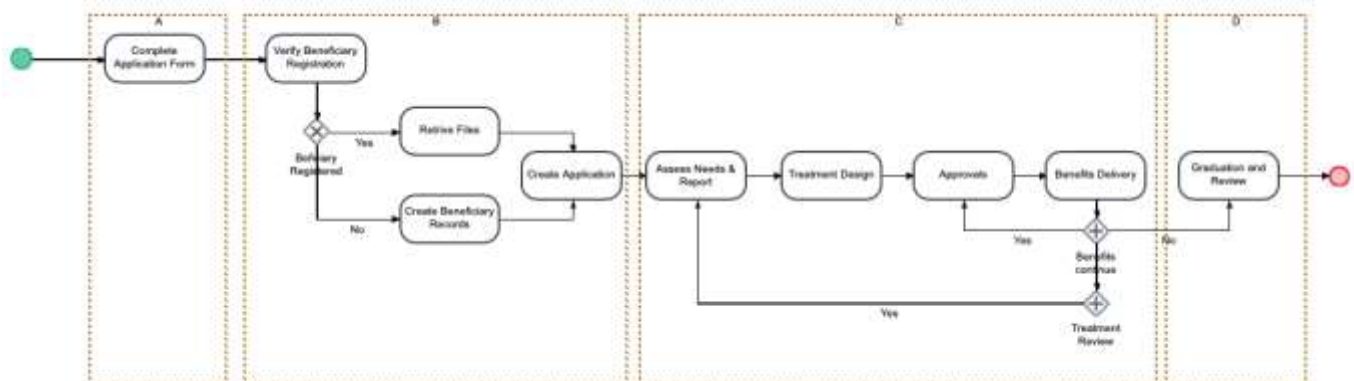 A
B
C
D
Complete
Application Form
Verify Beneficiary
Registration
Yes
Retrive Files
Registered
No
Create Beneficiary
Records
Create Application
Assess Needs &
Report
Treatment Design
Approvals
Benefits Delivery
Yes
Benefits
continue
No
Yes
Treatment
Review
Graduation and
Review